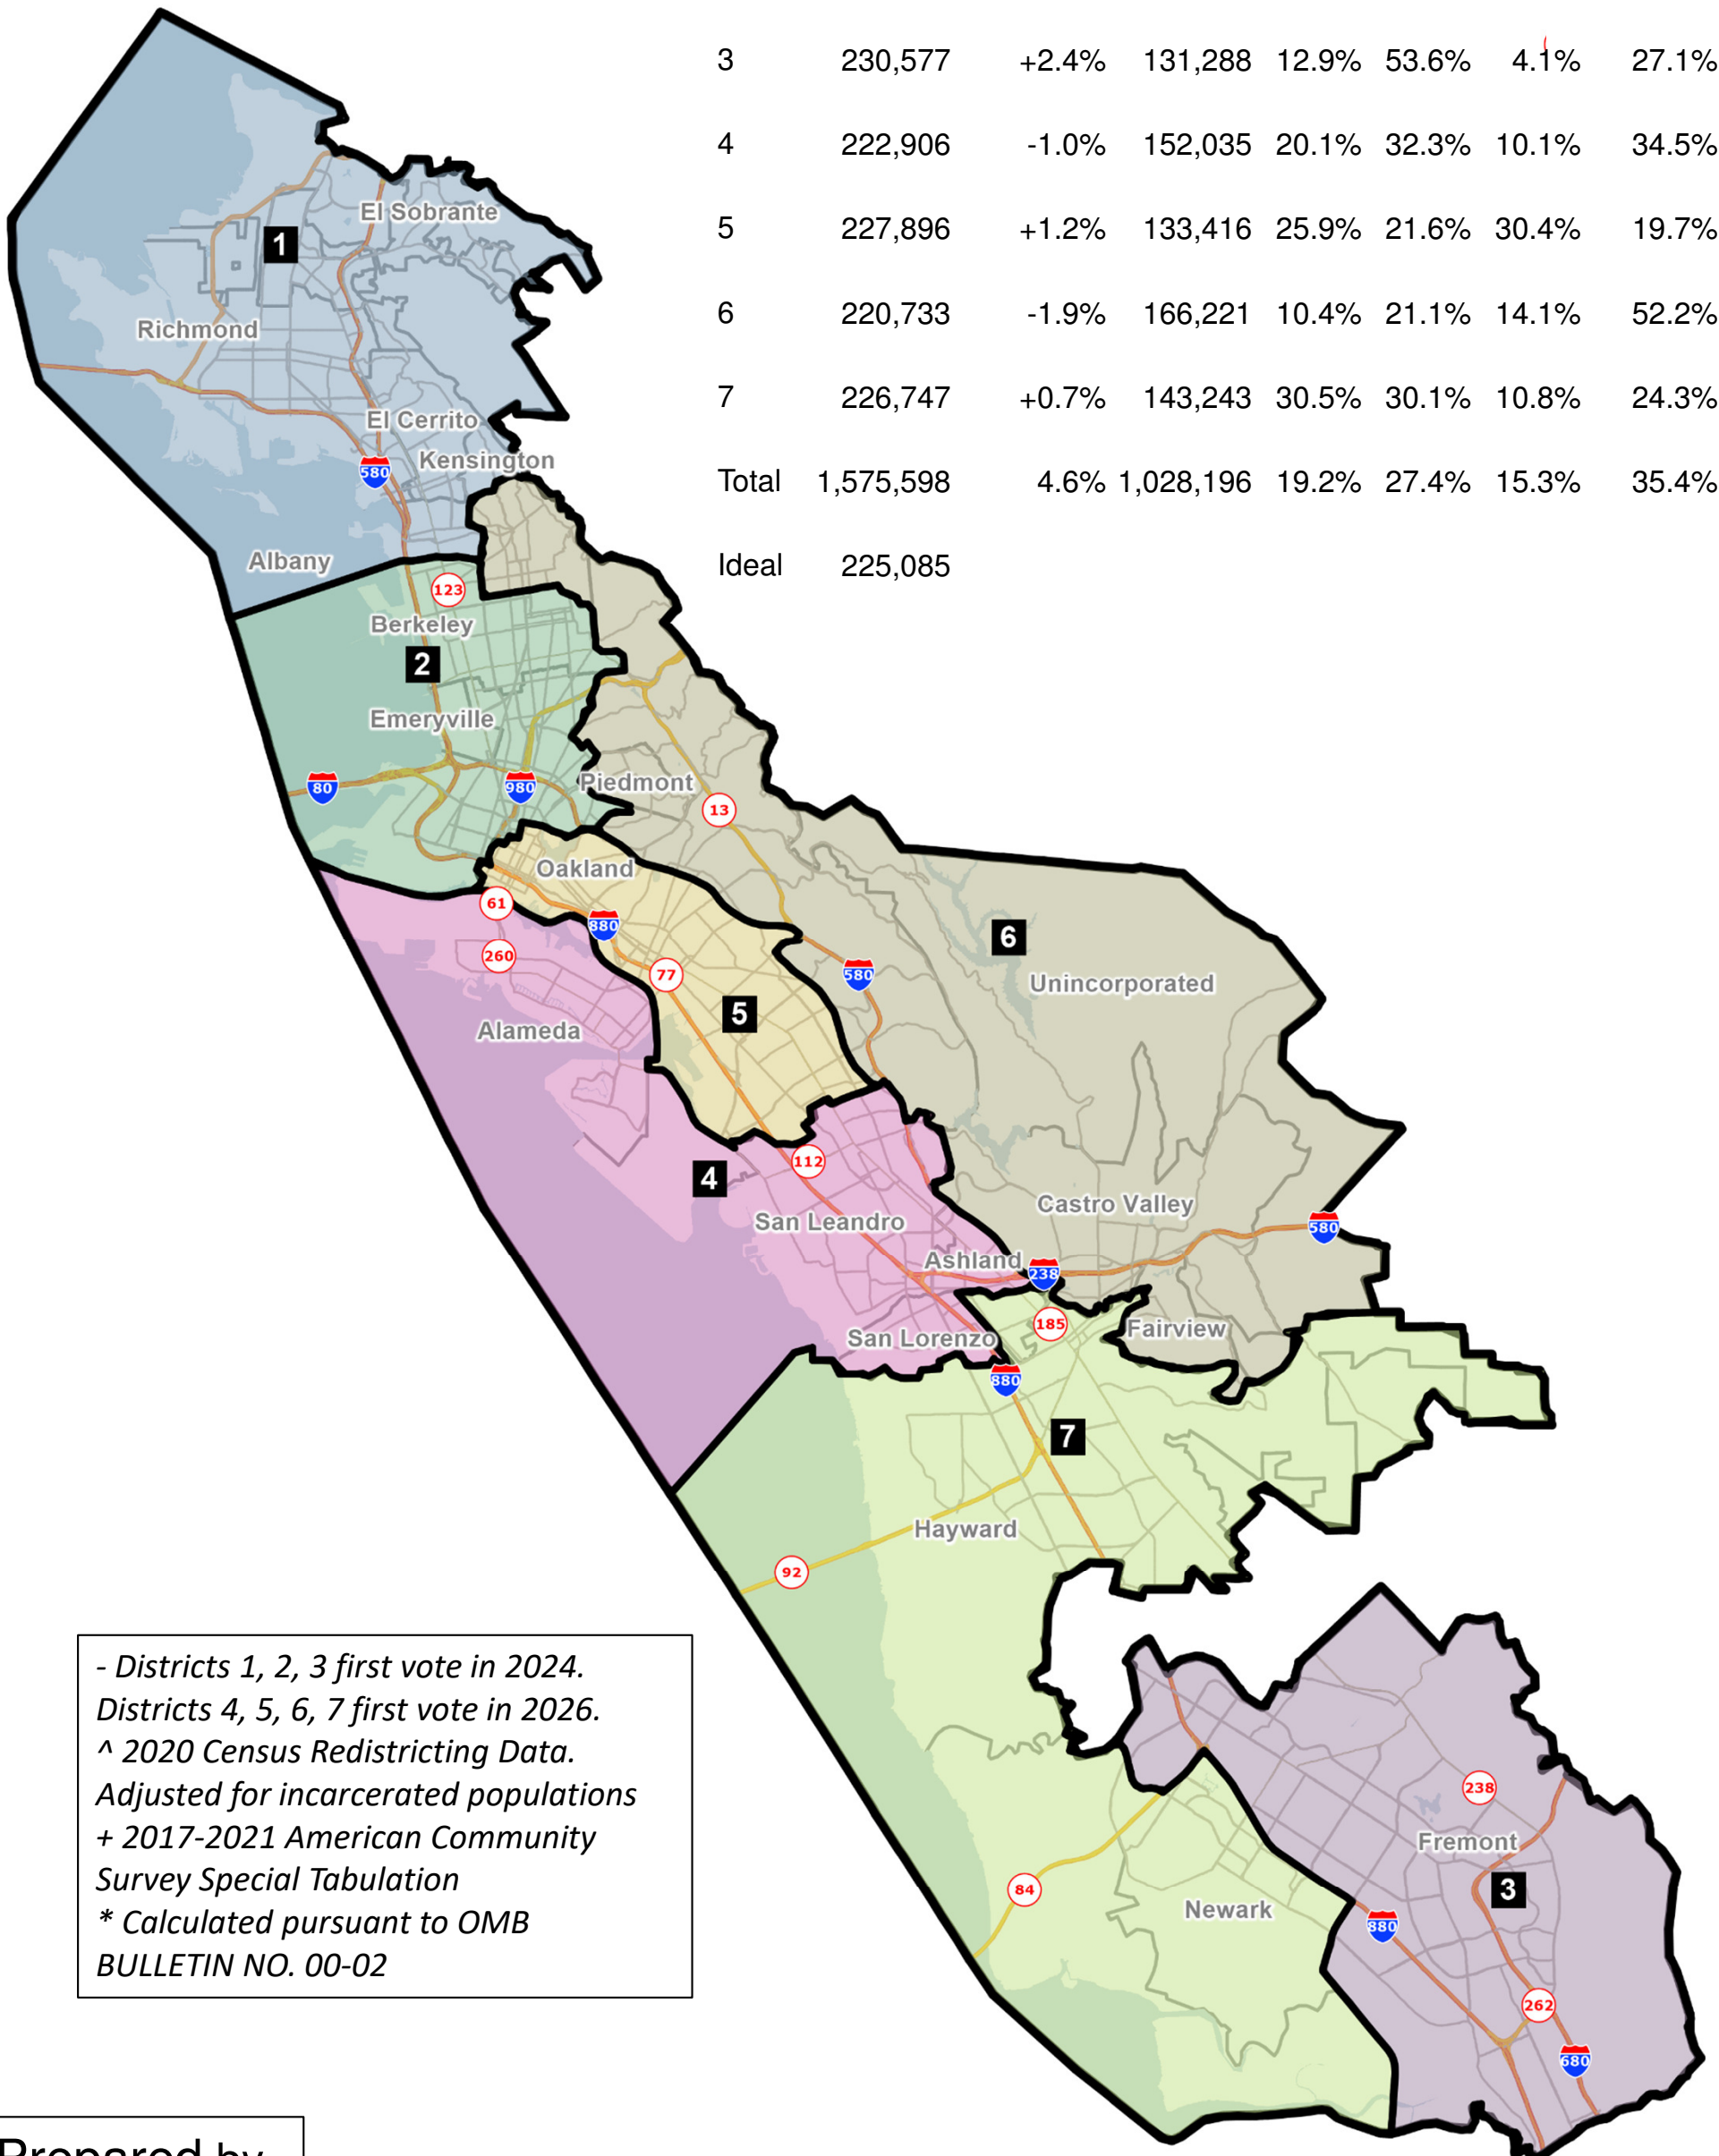 3 230,577 +2.4% 131,288 12.9% 53.6% 4.1% 27.1%
4 222,906 -1.0% 152,035 20.1% 32.3% 10.1% 34.5%
5 227,896 +1.2% 133,416 25.9% 21.6% 30.4% 19.7%
6 220,733 -1.9% 166,221 10.4% 21.1% 14.1% 52.2%
7 226,747 +0.7% 143,243 30.5% 30.1% 10.8% 24.3%
Total 1,575,598 4.6% 1,028,196 19.2% 27.4% 15.3% 35.4%
Ideal 225,085
El Sobrante
1
Richmond
El Cerrito
Kensington
580
Albany
123
Berkeley
2
Emeryville
80
980
Piedmont
13
Oakland
61
880
260
77
580
6
Unincorporated
5
Alameda
112
4
Castro Valley
San Leandro
580
Ashland
238
185
Fairview
San Lorenzo
880
7
Hayward
92
238
Fremont
3
84
Newark
880
262
680
- Districts 1, 2, 3 first vote in 2024.
Districts 4, 5, 6, 7 first vote in 2026.
^ 2020 Census Redistricting Data.
Adjusted for incarcerated populations
+ 2017-2021 American Community
Survey Special Tabulation
* Calculated pursuant to OMB
BULLETIN NO. 00-02
Prepared by